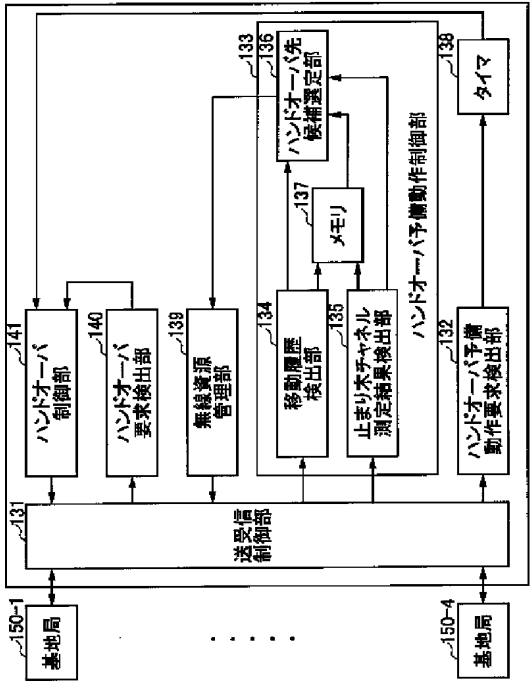 141
ハンドオーバ
制御部
140
ハンドオーバ
要求検出部
139
無線資源
管理部
133
136
ハンドオーバ先
候補選定部
137
メモリ
134
移動履歴
検出部
135
止まり木チャネル
測定結果検出部
ハンドオーバ予備動作制御部
132
ハンドオーバ予備
動作要求検出部
138
タイマ
131
送受信
制御部
150-1
基地局
・・・・・
150-4
基地局